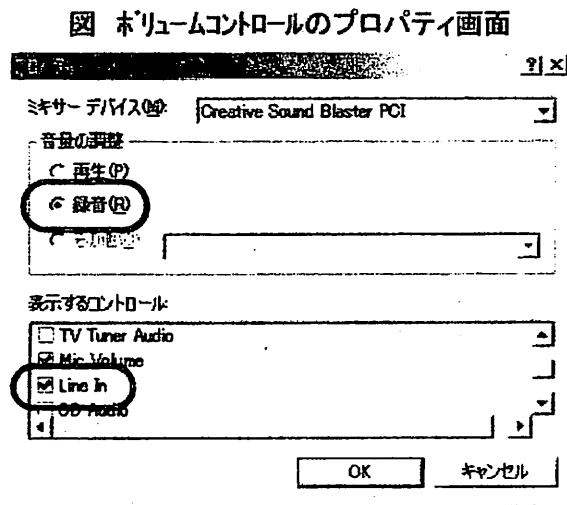 図 ボリュームコントロールのプロパティ画面
? ×
ミキサー デバイス(M): Creative Sound Blaster PCI
音量の調整
再生(P)
録音(R)
表示するコントロール:
TV Tuner Audio
Mic Volume
Line In
CD Audio
OK キャンセル